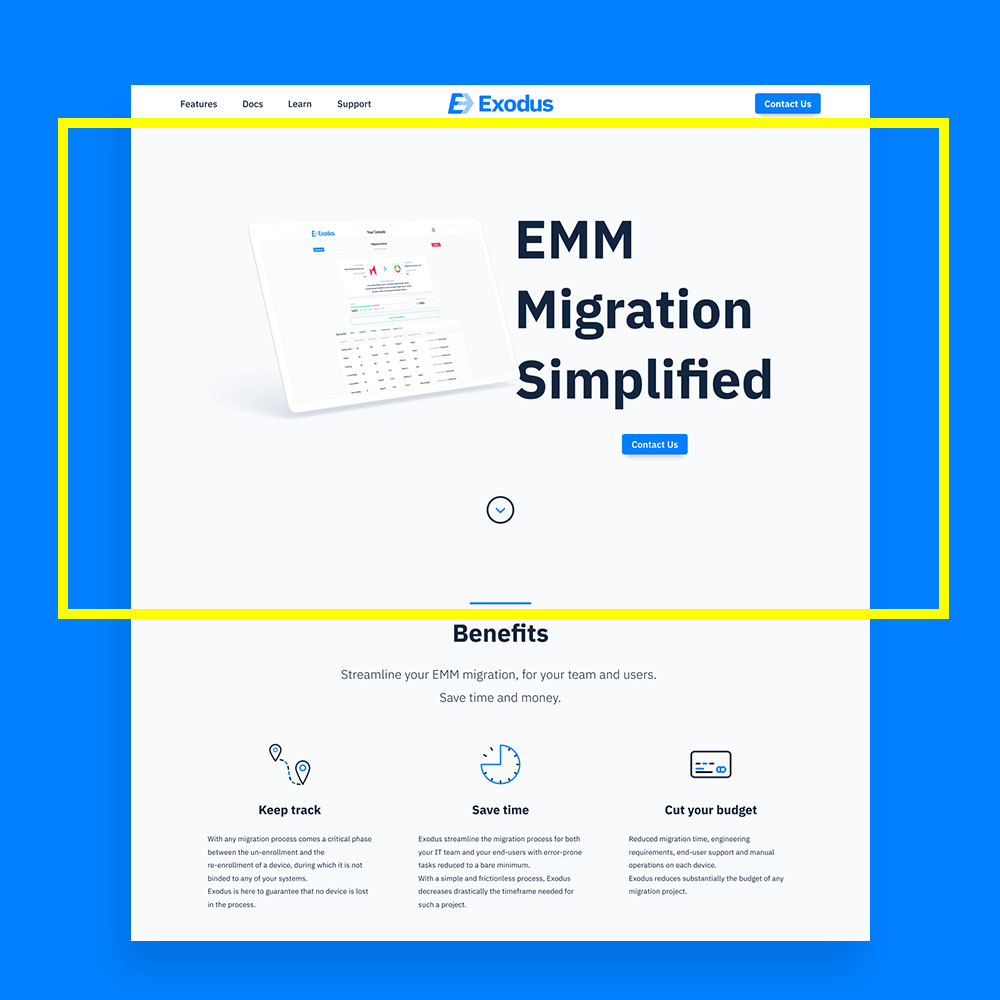 Features Docs Learn Support Exodus Contact Us
Exodus Your Console
EMM
Migration
Simplified
Contact Us
Benefits
Streamline your EMM migration, for your team and users.
Save time and money.
Keep track
With any migration process comes a critical phase
between the un-enrollment and the
re-enrollment of a device, during which it is not
binded to any of your systems.
Exodus is here to guarantee that no device is lost
in the process.
Save time
Exodus streamline the migration process for both
your IT team and your end-users with error-prone
tasks reduced to a bare minimum.
With a simple and frictionless process, Exodus
decreases drastically the timeframe needed for
such a project.
Cut your budget
Reduced migration time, engineering
requirements, end-user support and manual
operations on each device.
Exodus reduces substantially the budget of any
migration project.